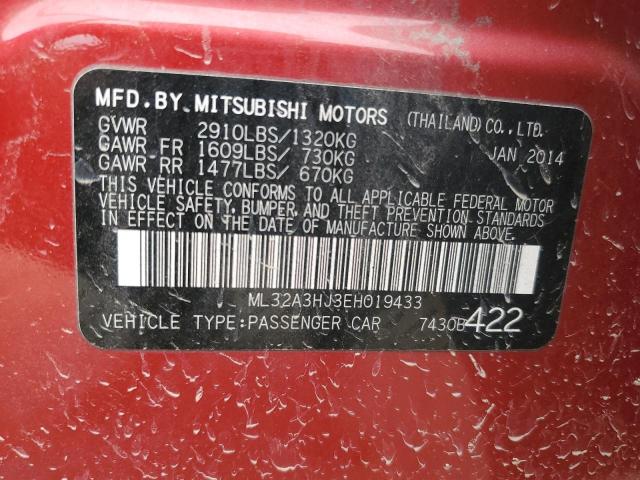 MFD. BY MITSUBISHI MOTORS (THAILAND) CO., LTD.
GVWR 2910LBS/1320KG
GAWR FR 1609LBS/ 730KG JAN 2014
GAWR RR 1477LBS/ 670KG
THIS VEHICLE CONFORMS TO ALL APPLICABLE FEDERAL MOTOR
VEHICLE SAFETY, BUMPER, AND THEFT PREVENTION STANDARDS
IN EFFECT ON THE DATE OF MANUFACTURE SHOWN ABOVE.
ML32A3HJ3EH019433
VEHICLE TYPE:PASSENGER CAR 7430B422